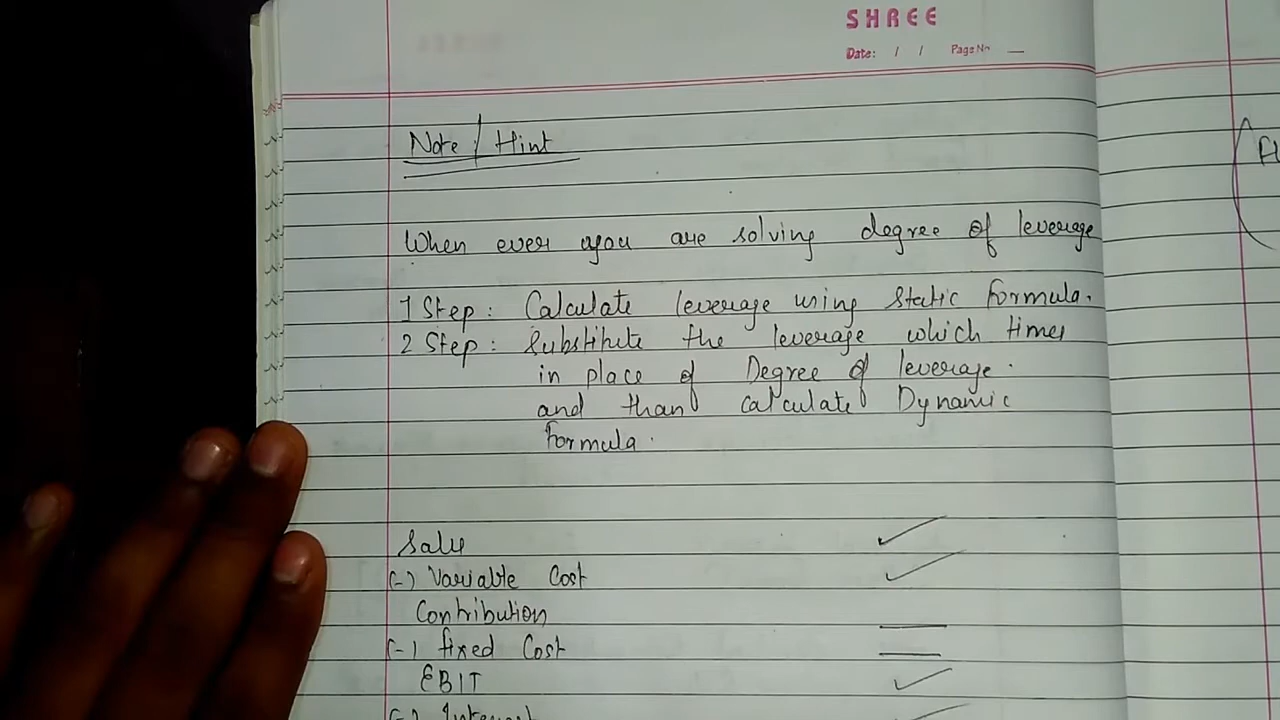 SHREE
Date: / / Page No
Note / Hint
When ever you are solving degree of leverage
1 Step: Calculate leverage using Static formula.
2 Step: Substitute the leverage which times
in place of Degree of leverage.
and than calculate Dynamic
formula.
Sales
(-) Variable Cost
Contribution
(-) fixed Cost
EBIT
(-) Interest